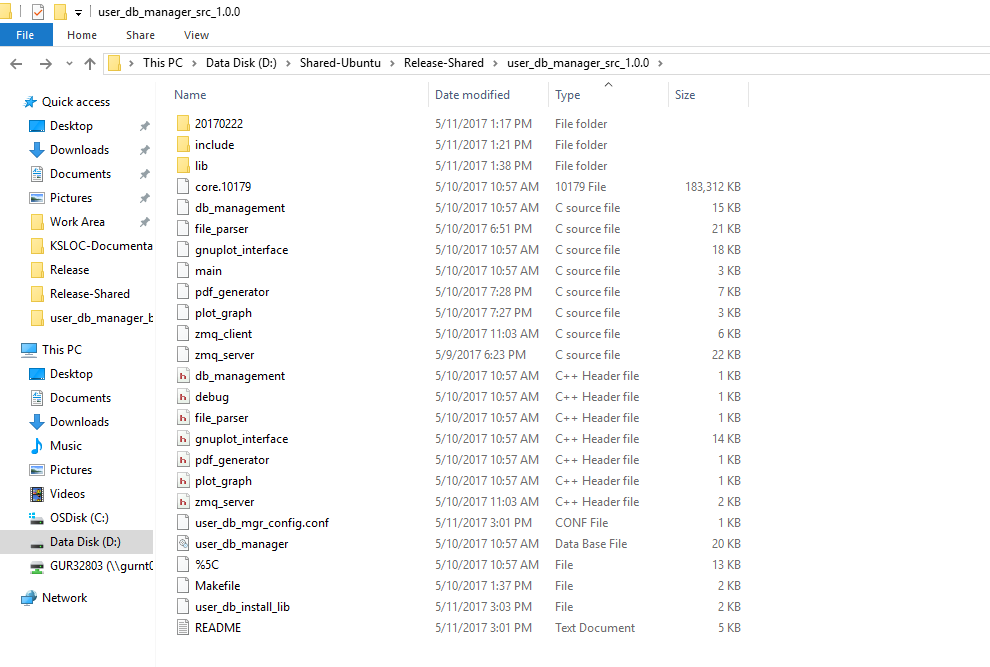 user_db_manager_src_1.0.0
File Home Share View
This PC Data Disk (D:) Shared-Ubuntu Release-Shared user_db_manager_src_1.0.0
Quick access
Desktop
Downloads
Documents
Pictures
Work Area
KSLOC-Documenta
Release
Release-Shared
user_db_manager_b
This PC
Desktop
Documents
Downloads
Music
Pictures
Videos
OSDisk (C:)
Data Disk (D:)
GUR32803 (\\gurnt0
Network
Name Date modified Type Size
20170222 5/11/2017 1:17 PM File folder
include 5/11/2017 1:21 PM File folder
lib 5/11/2017 1:38 PM File folder
core.10179 5/10/2017 10:57 AM 10179 File 183,312 KB
db_management 5/10/2017 10:57 AM C source file 15 KB
file_parser 5/10/2017 6:51 PM C source file 21 KB
gnuplot_interface 5/10/2017 10:57 AM C source file 18 KB
main 5/10/2017 10:57 AM C source file 3 KB
pdf_generator 5/10/2017 7:28 PM C source file 7 KB
plot_graph 5/10/2017 7:27 PM C source file 3 KB
zmq_client 5/10/2017 11:03 AM C source file 6 KB
zmq_server 5/9/2017 6:23 PM C source file 22 KB
db_management 5/10/2017 10:57 AM C++ Header file 1 KB
debug 5/10/2017 10:57 AM C++ Header file 1 KB
file_parser 5/10/2017 10:57 AM C++ Header file 1 KB
gnuplot_interface 5/10/2017 10:57 AM C++ Header file 14 KB
pdf_generator 5/10/2017 10:57 AM C++ Header file 1 KB
plot_graph 5/10/2017 10:57 AM C++ Header file 1 KB
zmq_server 5/10/2017 11:03 AM C++ Header file 2 KB
user_db_mgr_config.conf 5/11/2017 3:01 PM CONF File 1 KB
user_db_manager 5/10/2017 10:57 AM Data Base File 20 KB
%5C 5/10/2017 10:57 AM File 13 KB
Makefile 5/10/2017 1:37 PM File 2 KB
user_db_install_lib 5/11/2017 3:03 PM File 2 KB
README 5/11/2017 3:01 PM Text Document 5 KB